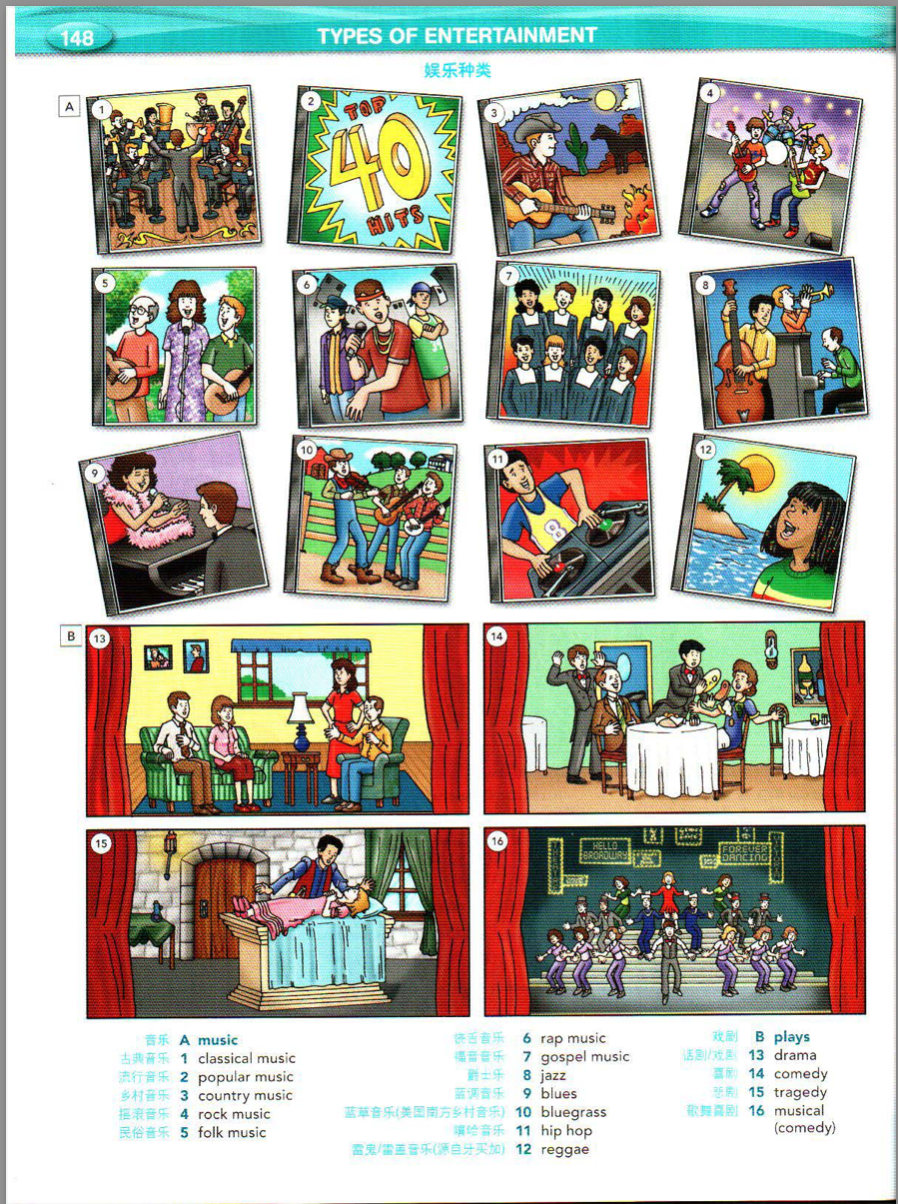 148
TYPES OF ENTERTAINMENT
娱乐种类
A
1
2
TOP
40
HITS
3
4
5
6
7
8
9
10
11
8
12
B
13
14
15
16
HELLO
BROADWAY
FOREVER
DANCING
音乐 A music
古典音乐 1 classical music
流行音乐 2 popular music
乡村音乐 3 country music
摇滚音乐 4 rock music
民俗音乐 5 folk music
饶舌音乐 6 rap music
福音音乐 7 gospel music
爵士乐 8 jazz
蓝调音乐 9 blues
蓝草音乐(美国南方乡村音乐) 10 bluegrass
嘻哈音乐 11 hip hop
雷鬼/雷盖音乐(源自牙买加) 12 reggae
戏剧 B plays
话剧/戏剧 13 drama
喜剧 14 comedy
悲剧 15 tragedy
歌舞喜剧 16 musical
(comedy)